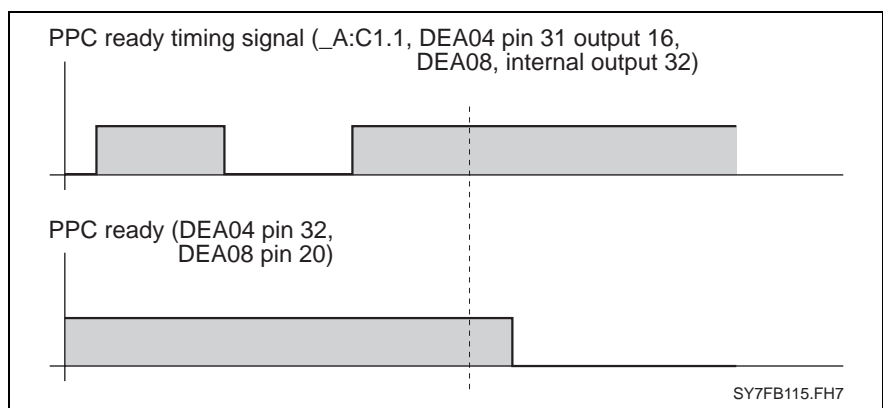 PPC ready timing signal (_A:C1.1, DEA04 pin 31 output 16,
DEA08, internal output 32)
PPC ready (DEA04 pin 32,
DEA08 pin 20)
SY7FB115.FH7